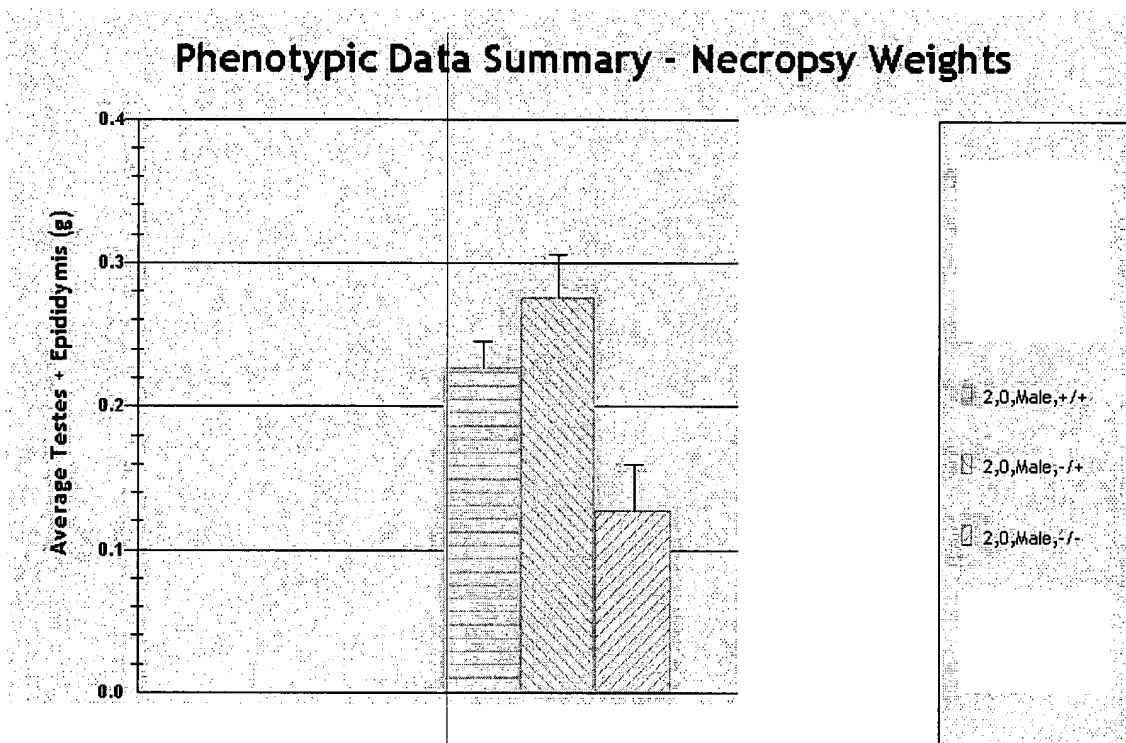 Phenotypic Data Summary - Necropsy Weights
Average Testes + Epididymis (g)
0.4
0.3
0.2
0.1
0.0
2,0,Male,+/+
2,0,Male,-/+
2,0,Male,-/-